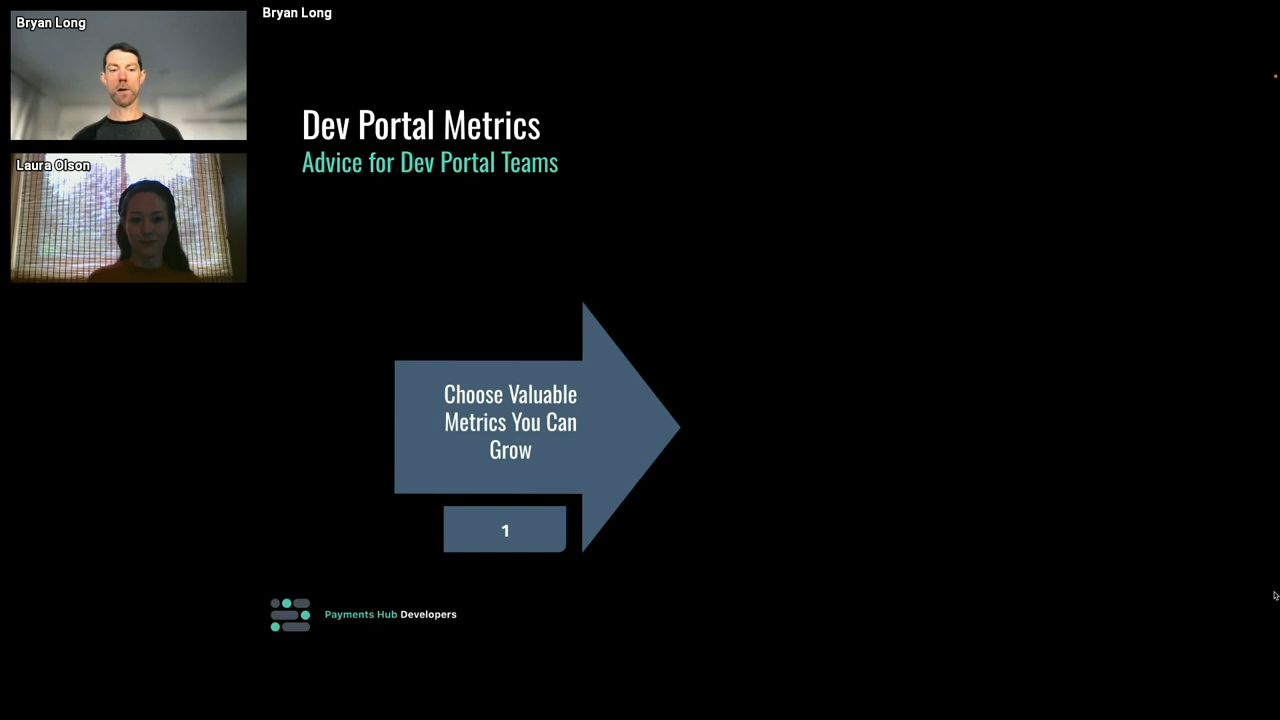 Bryan Long
Bryan Long
Laura Olson
Dev Portal Metrics
Advice for Dev Portal Teams
Choose Valuable
Metrics You Can
Grow
1
Payments Hub Developers